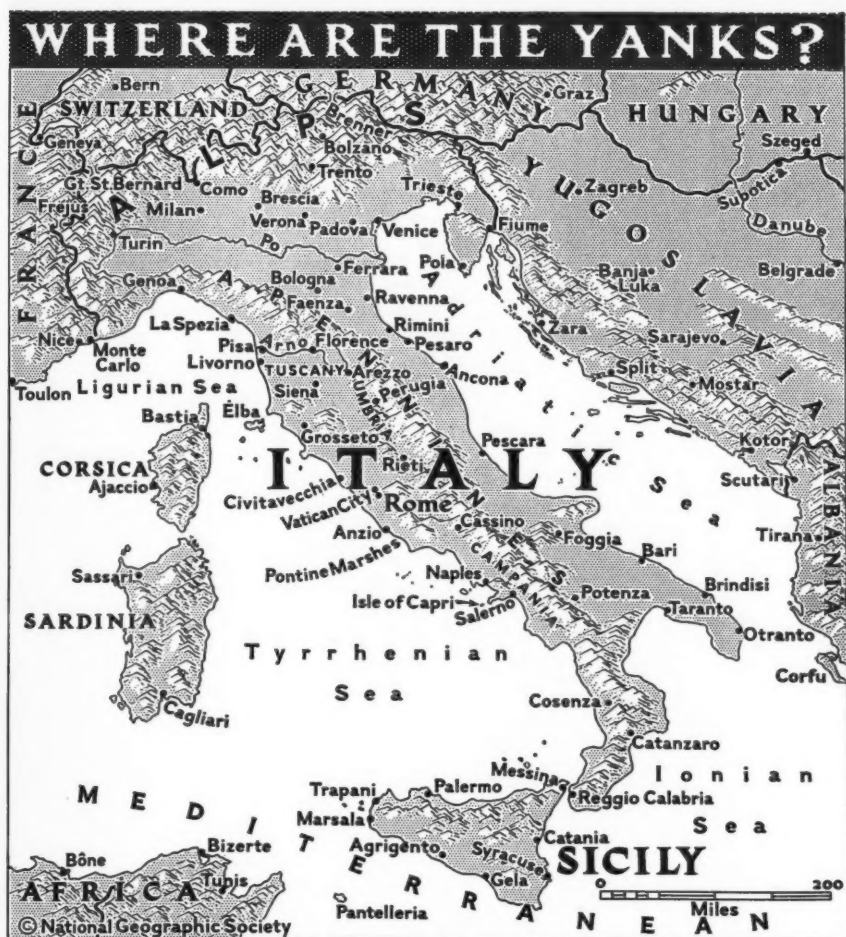 WHERE ARE THE YANKS?
Bern
GERMANY
Graz
HUNGARY
SWITZERLAND
FRANCE
ALPS
Brenner
Bolzano
Szeged
Geneva
Trento
Subotica
Gt. St. Bernard
Como
Brescia
Trieste
Zagreb
YUGOSLAVIA
Frejus
Milan
Verona
Padova
Venice
Fiume
Danube
Turin
Po
Pola
Belgrade
Ferrara
Adriatic Sea
Banja
Luka
Genoa
APENNINES
Bologna
Faenza
Ravenna
La Spezia
Rimini
Zara
Sarajevo
Nice
Monte
Carlo
Pisa
Arno
Florence
Pesaro
Livorno
TUSCANY
Arezzo
Ancona
Split
Mostar
Toulon
Ligurian Sea
Siena
Perugia
UMBRIA
Bastia
Elba
Grosseto
Pescara
Kotor
CORSICA
ITALY
Rieti
Scutari
ALBANIA
Ajaccio
Civitavecchia
Vatican City
Rome
Cassino
Anzio
Foggia
Tirana
Pontine Marshes
CAMPANIA
Bari
Sassari
Naples
Potenza
Brindisi
Isle of Capri
Salerno
Taranto
SARDINIA
Otranto
Tyrrhenian
Sea
Corfu
Cagliari
Cosenza
Catanzaro
MEDITERRANEAN
Messina
Ionian
Sea
Trapani
Palermo
Reggio Calabria
Marsala
Bizerte
Agrigento
Catania
Bône
Syracuse
SICILY
AFRICA
Tunis
Gela
0 200
Miles
Pantelleria
© National Geographic Society